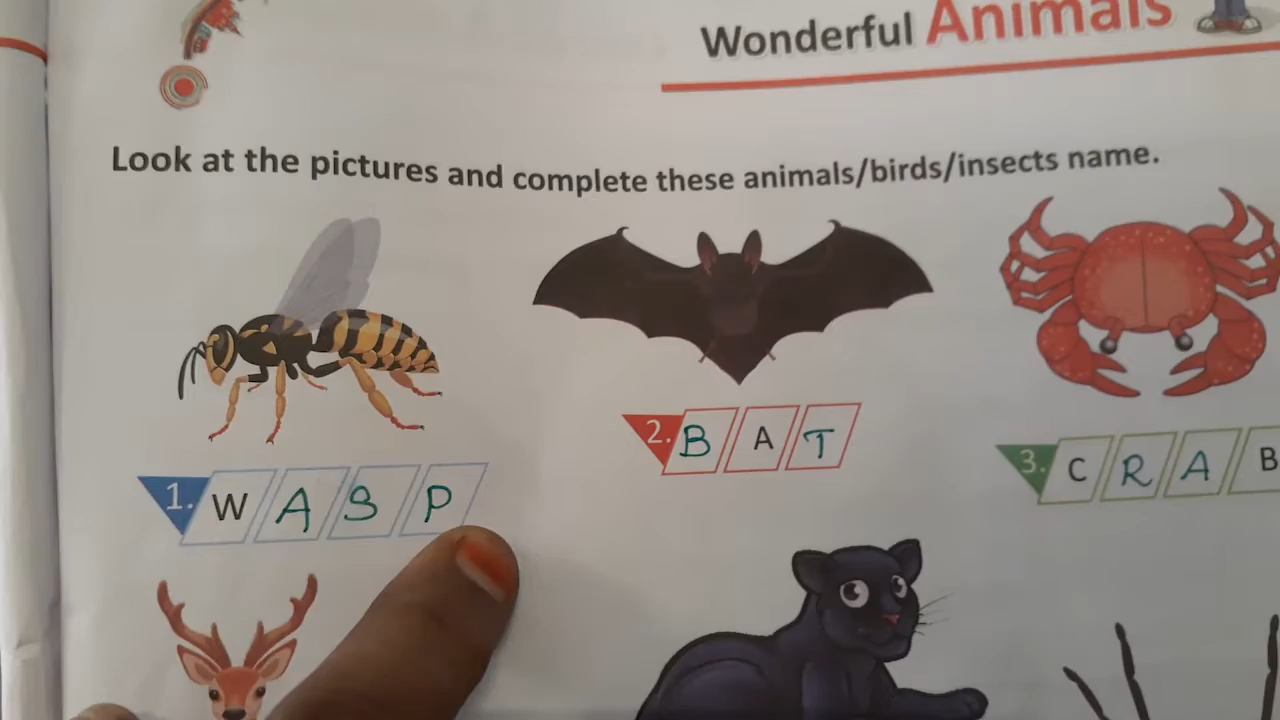 Wonderful Animals
Look at the pictures and complete these animals/birds/insects name.
1. W A S P
2. B A T
3. C R A B